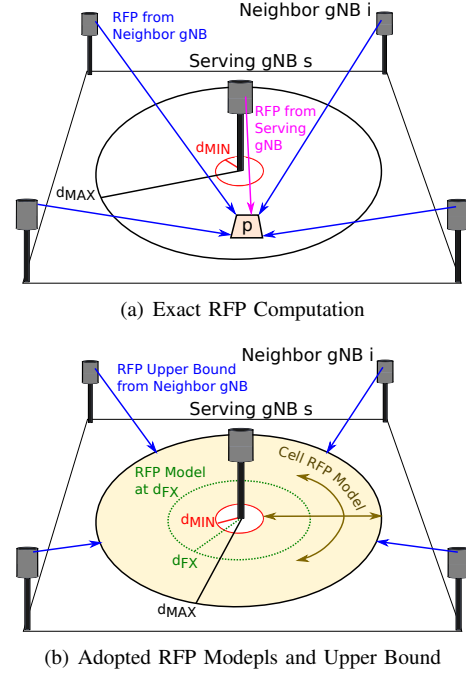 Neighbor gNB i
RFP from
Neighbor gNB
Serving gNB s
RFP from
Serving
gNB
dMIN
dMAX
p
(a) Exact RFP Computation
Neighbor gNB i
RFP Upper Bound
from Neighbor gNB
Serving gNB s
RFP Model
at dFX
Cell RFP Model
dMIN
dFX
dMAX
(b) Adopted RFP Modepls and Upper Bound